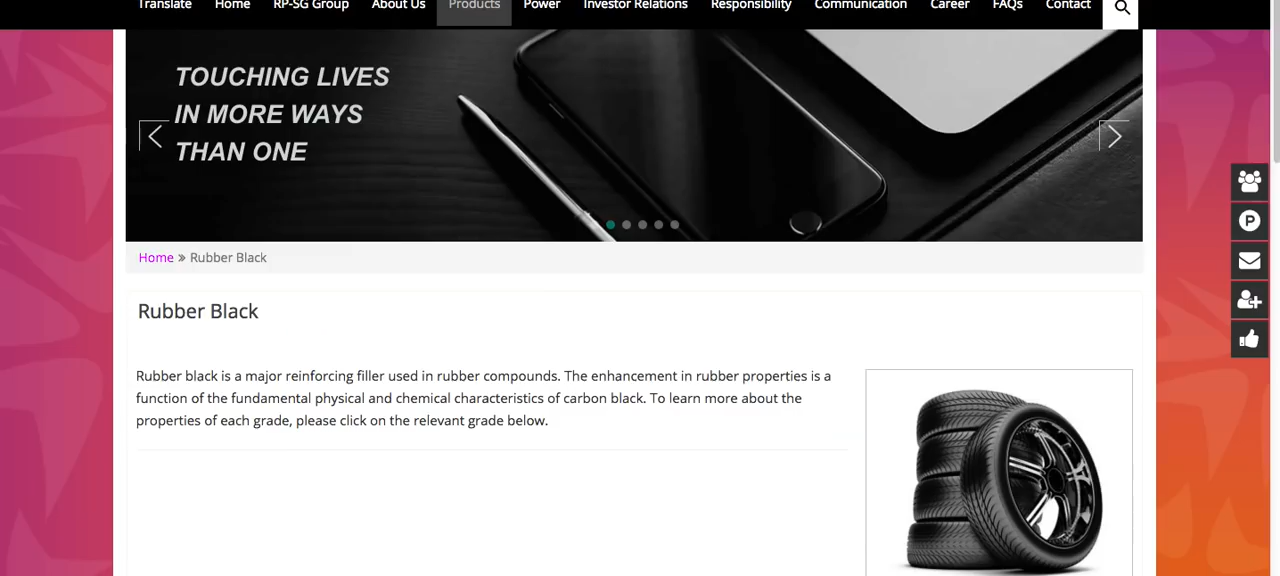 Translate Home RP-SG Group About Us Products Power Investor Relations Responsibility Communication Career FAQs Contact
TOUCHING LIVES
IN MORE WAYS
THAN ONE
Home » Rubber Black
Rubber Black
Rubber black is a major reinforcing filler used in rubber compounds. The enhancement in rubber properties is a
function of the fundamental physical and chemical characteristics of carbon black. To learn more about the
properties of each grade, please click on the relevant grade below.